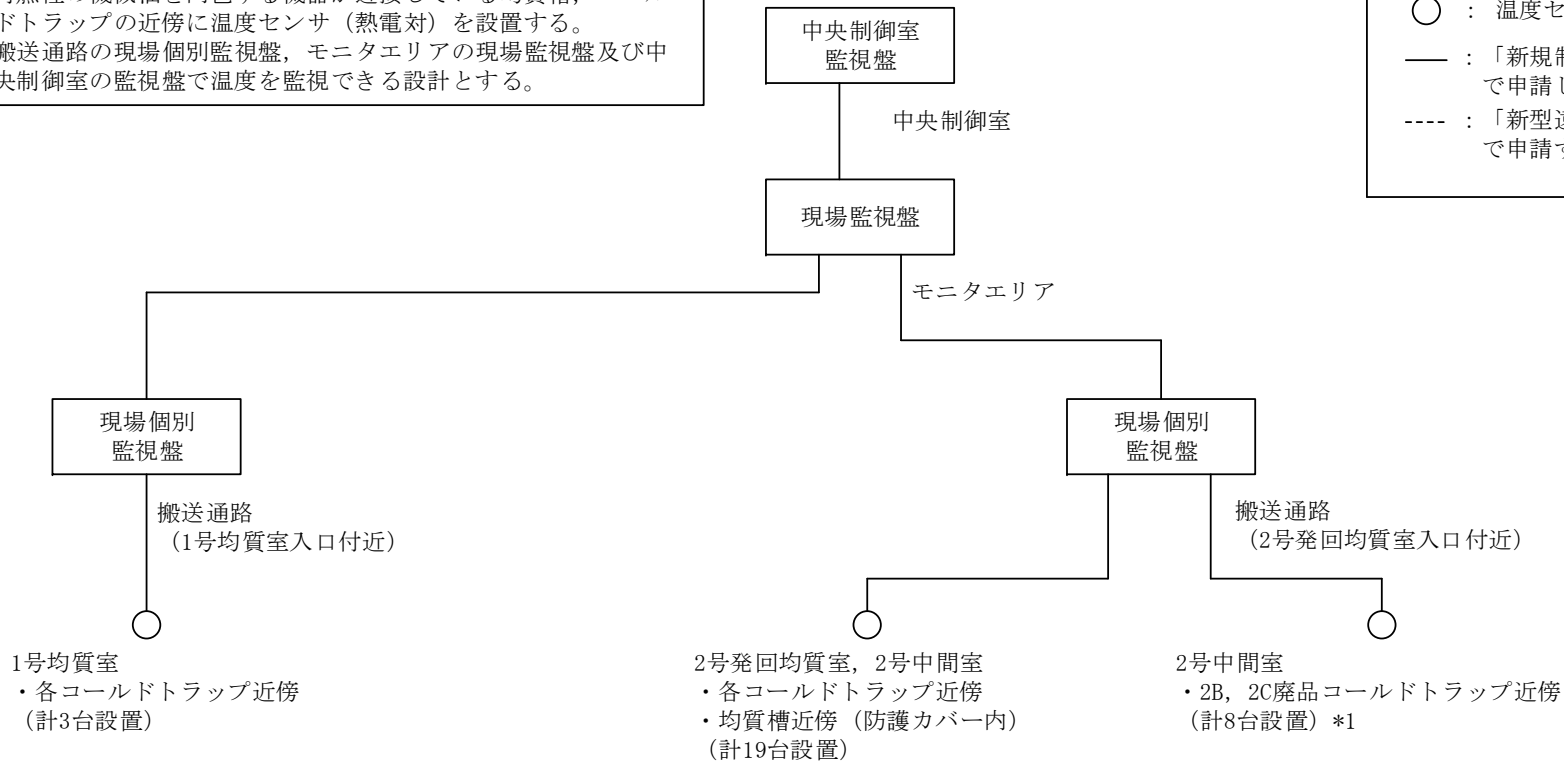 ドトラップの近傍に温度センサ（熱電対）を設置する。
搬送通路の現場個別監視盤，モニタエリアの現場監視盤及び中
央制御室の監視盤で温度を監視できる設計とする。
中央制御室
監視盤
中央制御室
○ : 温度セ
―― : 「新規制
で申請し
---- : 「新型遠
で申請す
現場監視盤
モニタエリア
現場個別
監視盤
現場個別
監視盤
搬送通路
（1号均質室入口付近）
搬送通路
（2号発回均質室入口付近）
1号均質室
・各コールドトラップ近傍
（計3台設置）
2号発回均質室，2号中間室
・各コールドトラップ近傍
・均質槽近傍（防護カバー内）
（計19台設置）
2号中間室
・2B，2C廃品コールドトラップ近傍
（計8台設置）*1